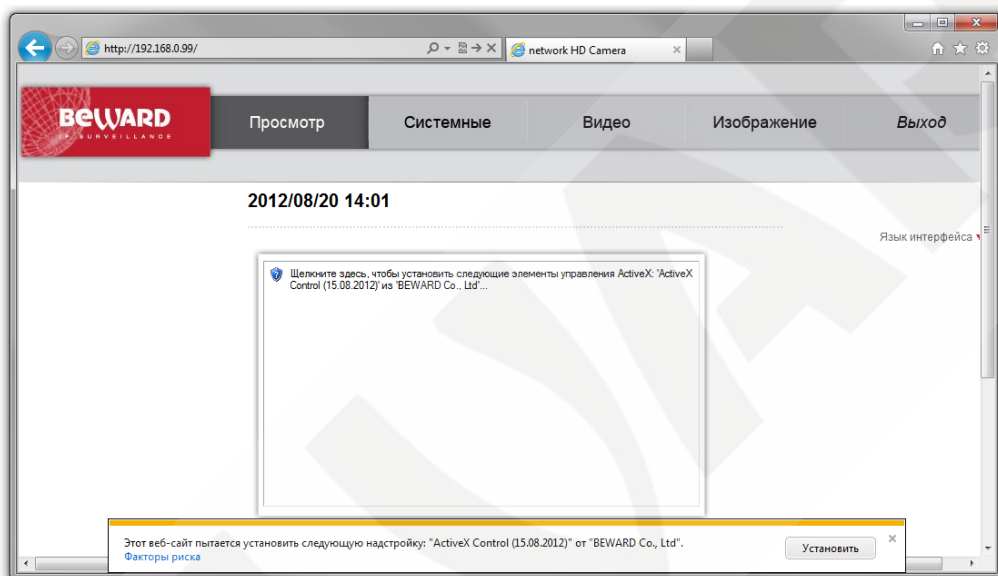 http://192.168.0.99/
network HD Camera
BEWARD
IP SURVEILLANCE
Просмотр Системные Видео Изображение Выход
2012/08/20 14:01
Язык интерфейса
Щелкните здесь, чтобы установить следующие элементы управления ActiveX: 'ActiveX
Control (15.08.2012)' из 'BEWARD Co., Ltd'...
Этот веб-сайт пытается установить следующую надстройку: "ActiveX Control (15.08.2012)" от "BEWARD Co., Ltd".
Факторы риска
Установить